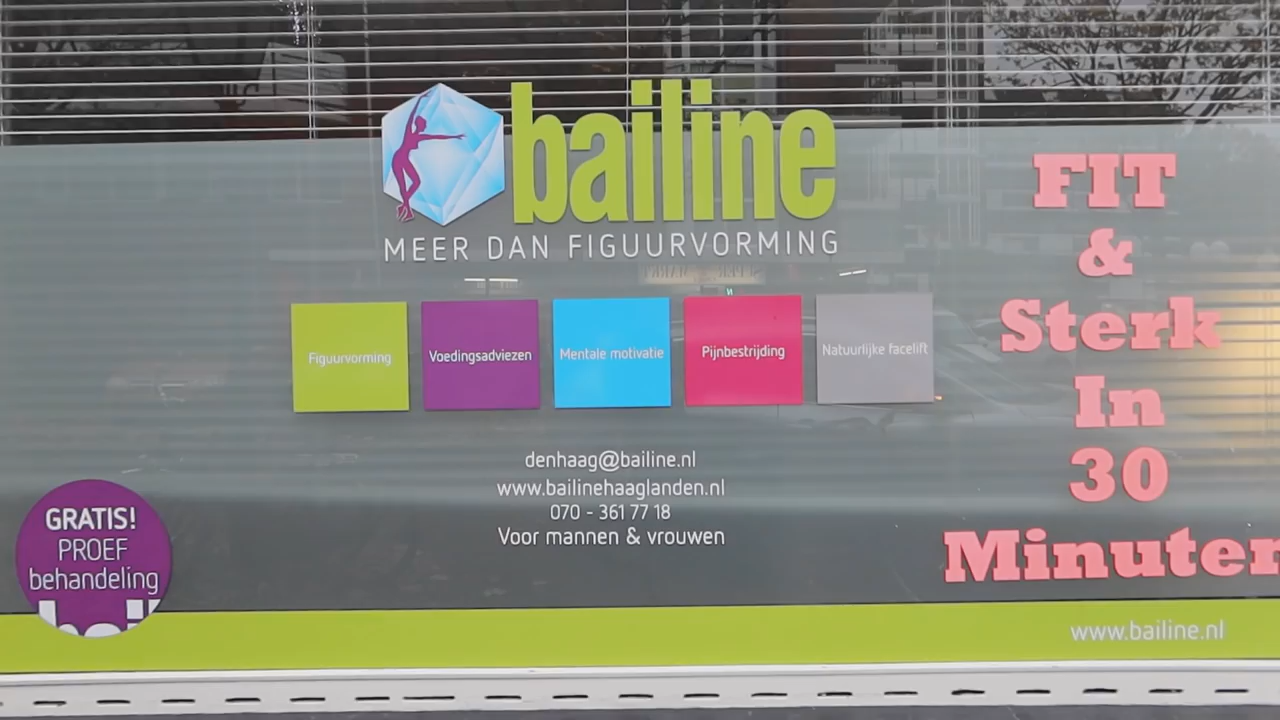 bailine
MEER DAN FIGUURVORMING
Figuurvorming
Voedingsadviezen
Mentale motivatie
Pijnbestrijding
Natuurlijke facelift
denhaag@bailine.nl
www.bailinehaaglanden.nl
070 - 361 77 18
Voor mannen & vrouwen
FIT
&
Sterk
In
30
Minuten
GRATIS!
PROEF
behandeling
www.bailine.nl